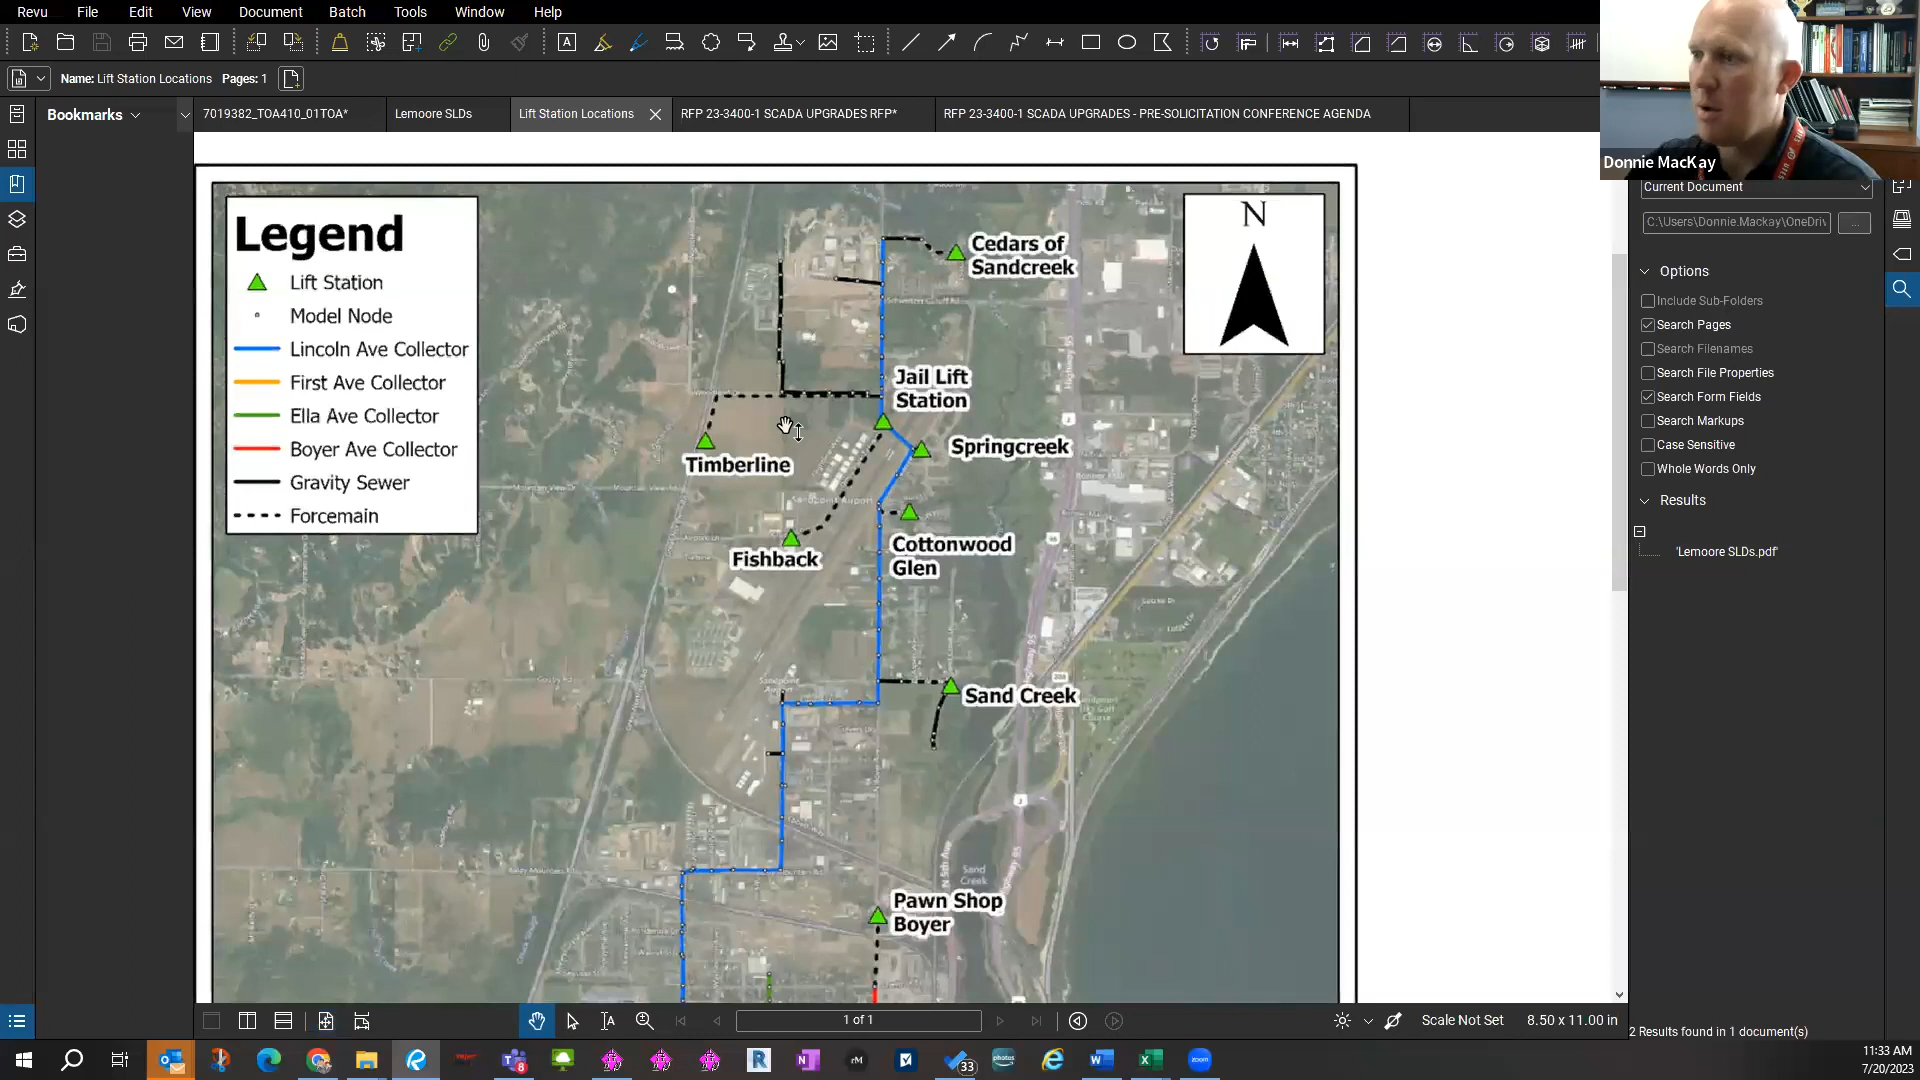 Revu File Edit View Document Batch Tools Window Help
Name: Lift Station Locations Pages: 1
Bookmarks
7019382_TOA410_01TOA*
Lemoore SLDs
Lift Station Locations
RFP 23-3400-1 SCADA UPGRADES RFP*
RFP 23-3400-1 SCADA UPGRADES - PRE-SOLICITATION CONFERENCE AGENDA
Donnie MacKay
Legend
Lift Station
Model Node
Lincoln Ave Collector
First Ave Collector
Ella Ave Collector
Boyer Ave Collector
Gravity Sewer
Forcemain
N
Cedars of
Sandcreek
Jail Lift
Station
Springcreek
Timberline
Cottonwood
Glen
Fishback
Sand Creek
Pawn Shop
Boyer
Sand
Creek
Highway 95
Current Document
C:\Users\Donnie.Mackay\OneDriv
...
Options
Include Sub-Folders
Search Pages
Search Filenames
Search File Properties
Search Form Fields
Search Markups
Case Sensitive
Whole Words Only
Results
'Lemoore SLDs.pdf'
1 of 1
Scale Not Set
8.50 x 11.00 in
2 Results found in 1 document(s)
8
33
11:33 AM
7/20/2023